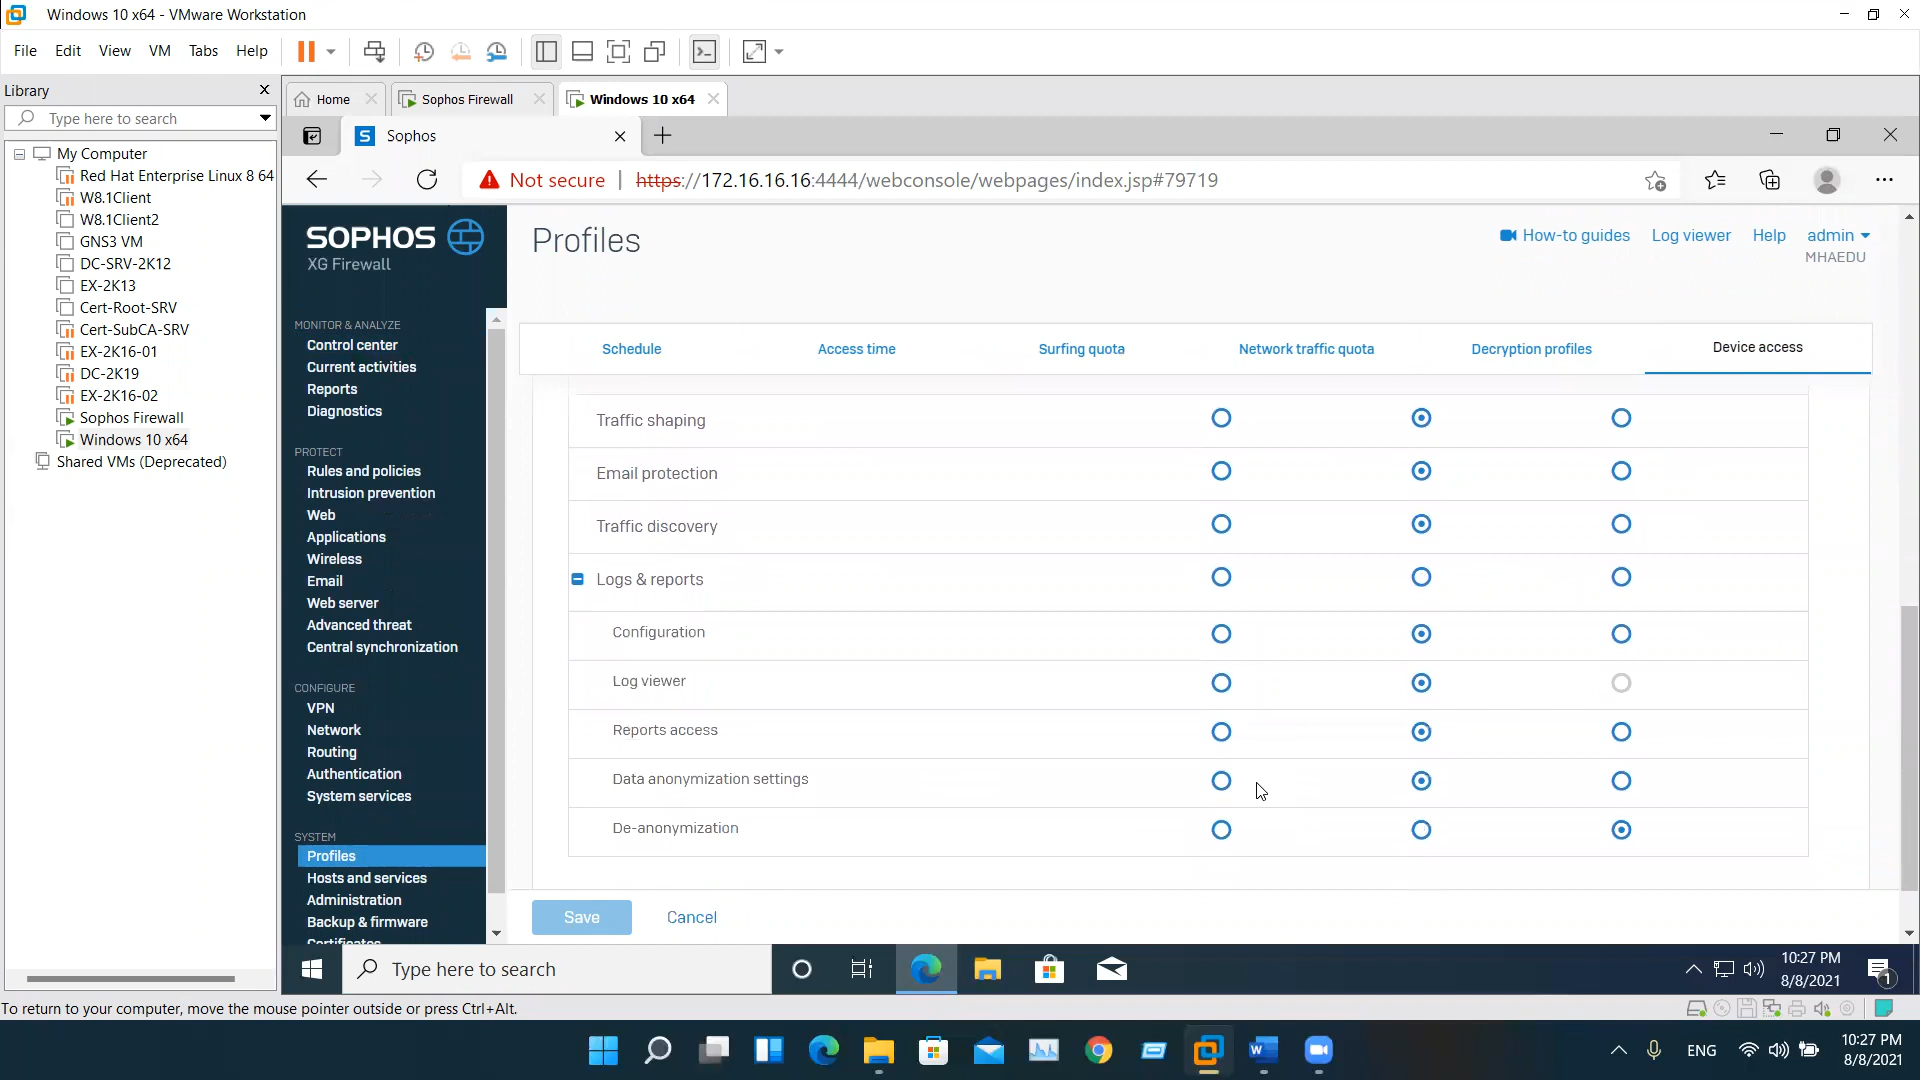 Windows 10 x64 - VMware Workstation
File Edit View VM Tabs Help
Library
Type here to search
My Computer
Red Hat Enterprise Linux 8 64
W8.1Client
W8.1Client2
GNS3 VM
DC-SRV-2K12
EX-2K13
Cert-Root-SRV
Cert-SubCA-SRV
EX-2K16-01
DC-2K19
EX-2K16-02
Sophos Firewall
Windows 10 x64
Shared VMs (Deprecated)
Home Sophos Firewall Windows 10 x64
S Sophos
Not secure | https://172.16.16.16:4444/webconsole/webpages/index.jsp#79719
SOPHOS
XG Firewall
MONITOR & ANALYZE
Control center
Current activities
Reports
Diagnostics
PROTECT
Rules and policies
Intrusion prevention
Web
Applications
Wireless
Email
Web server
Advanced threat
Central synchronization
CONFIGURE
VPN
Network
Routing
Authentication
System services
SYSTEM
Profiles
Hosts and services
Administration
Backup & firmware
Certificates
Profiles
How-to guides Log viewer Help admin
MHAEDU
Schedule Access time Surfing quota Network traffic quota Decryption profiles Device access
Traffic shaping
Email protection
Traffic discovery
Logs & reports
Configuration
Log viewer
Reports access
Data anonymization settings
De-anonymization
Save Cancel
Type here to search
10:27 PM
8/8/2021
1
To return to your computer, move the mouse pointer outside or press Ctrl+Alt.
ENG
10:27 PM
8/8/2021